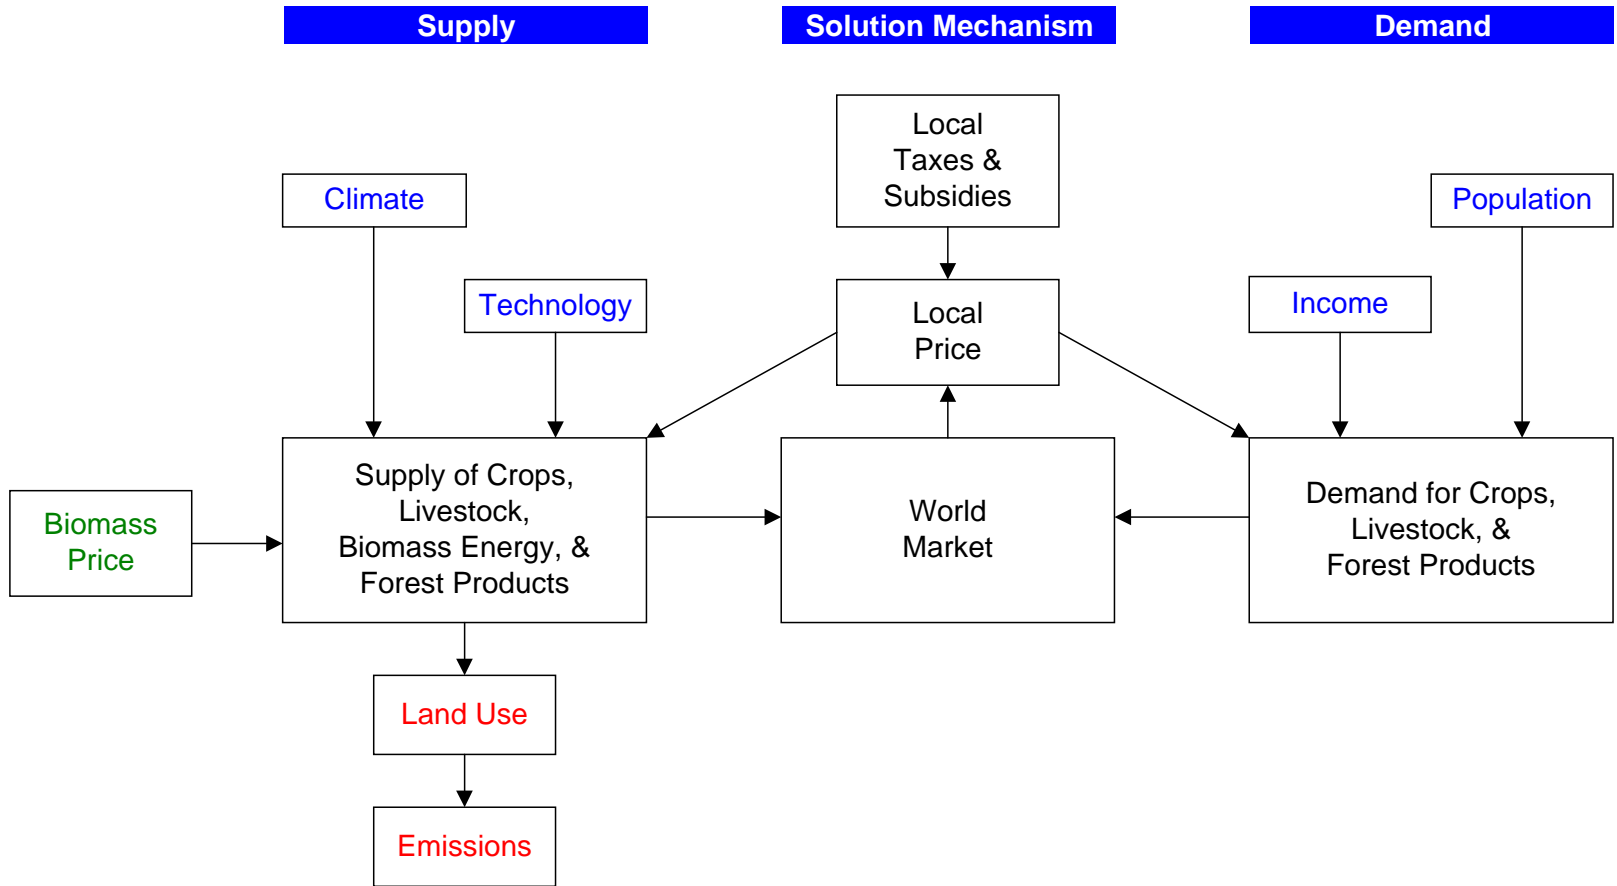 Supply
Solution Mechanism
Demand
Local
Taxes &
Subsidies
Climate
Population
Technology
Local
Price
Income
Biomass
Price
Supply of Crops,
Livestock,
Biomass Energy, &
Forest Products
World
Market
Demand for Crops,
Livestock, &
Forest Products
Land Use
Emissions